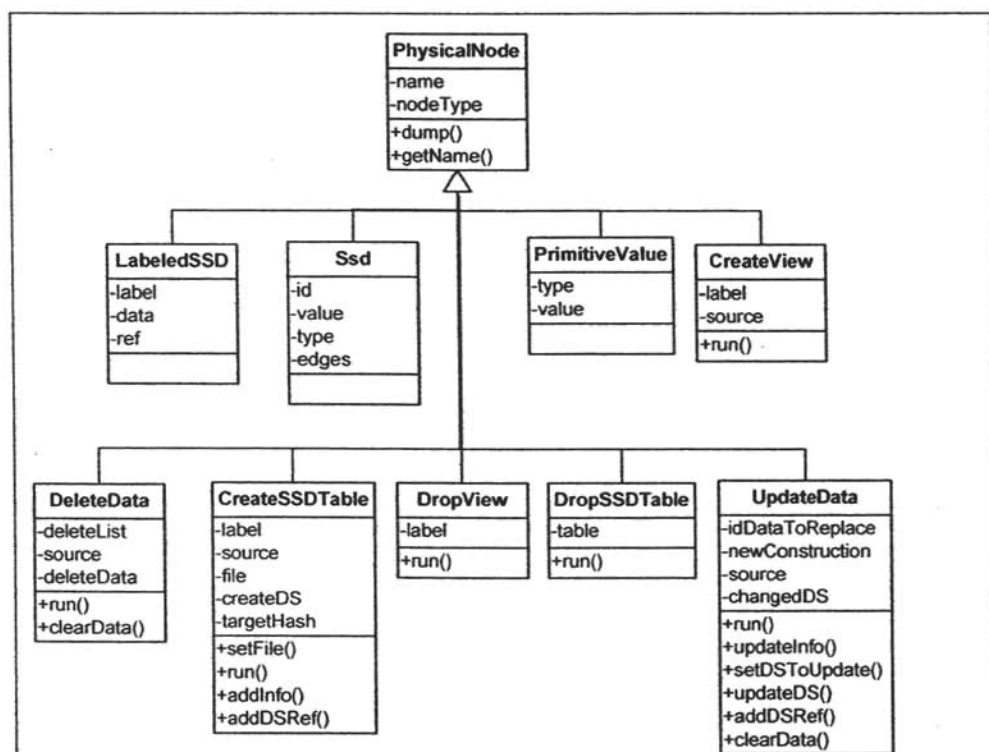 PhysicalNode
-name
-nodeType
+dump()
+getName()
LabeledSSD
-label
-data
-ref
Ssd
-id
-value
-type
-edges
PrimitiveValue
-type
-value
CreateView
-label
-source
+run()
DeleteData
-deleteList
-source
-deleteData
+run()
+clearData()
CreateSSDTable
-label
-source
-file
-createDS
-targetHash
+setFile()
+run()
+addInfo()
+addDSRef()
DropView
-label
+run()
DropSSDTable
-table
+run()
UpdateData
-idDataToReplace
-newConstruction
-source
-changedDS
+run()
+updateInfo()
+setDSToUpdate()
+updateDS()
+addDSRef()
+clearData()